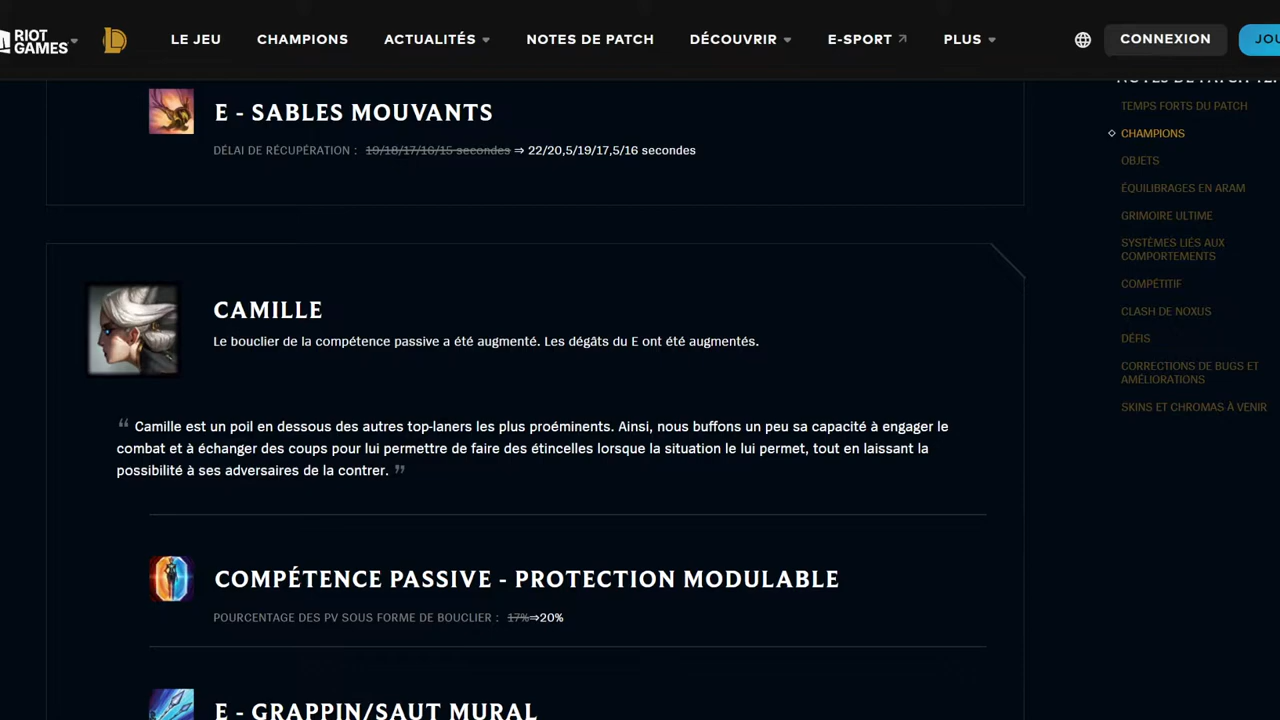 RIOT GAMES
LE JEU
CHAMPIONS
ACTUALITÉS
NOTES DE PATCH
DÉCOUVRIR
E-SPORT
PLUS
CONNEXION
JOU
E - SABLES MOUVANTS
DÉLAI DE RÉCUPÉRATION : 19/18/17/16/15 secondes ⇒ 22/20,5/19/17,5/16 secondes
CAMILLE
Le bouclier de la compétence passive a été augmenté. Les dégâts du E ont été augmentés.
“ Camille est un poil en dessous des autres top-laners les plus proéminents. Ainsi, nous buffons un peu sa capacité à engager le
combat et à échanger des coups pour lui permettre de faire des étincelles lorsque la situation le lui permet, tout en laissant la
possibilité à ses adversaires de la contrer. ”
COMPÉTENCE PASSIVE - PROTECTION MODULABLE
POURCENTAGE DES PV SOUS FORME DE BOUCLIER : 17%⇒20%
E - GRAPPIN/SAUT MURAL
NOTES DE PATCH
TEMPS FORTS DU PATCH
CHAMPIONS
OBJETS
ÉQUILIBRAGES EN ARAM
GRIMOIRE ULTIME
SYSTÈMES LIÉS AUX
COMPORTEMENTS
COMPÉTITIF
CLASH DE NOXUS
DÉFIS
CORRECTIONS DE BUGS ET
AMÉLIORATIONS
SKINS ET CHROMAS À VENIR